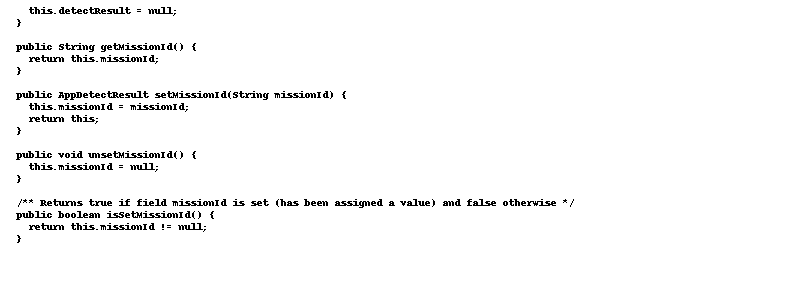 this.detectResult = null;
}
public String getMissionId() {
return this.missionId;
}
public AppDetectResult setMissionId(String missionId) {
this.missionId = missionId;
return this;
}
public void unsetMissionId() {
this.missionId = null;
}
/** Returns true if field missionId is set (has been assigned a value) and false otherwise */
public boolean isSetMissionId() {
return this.missionId != null;
}